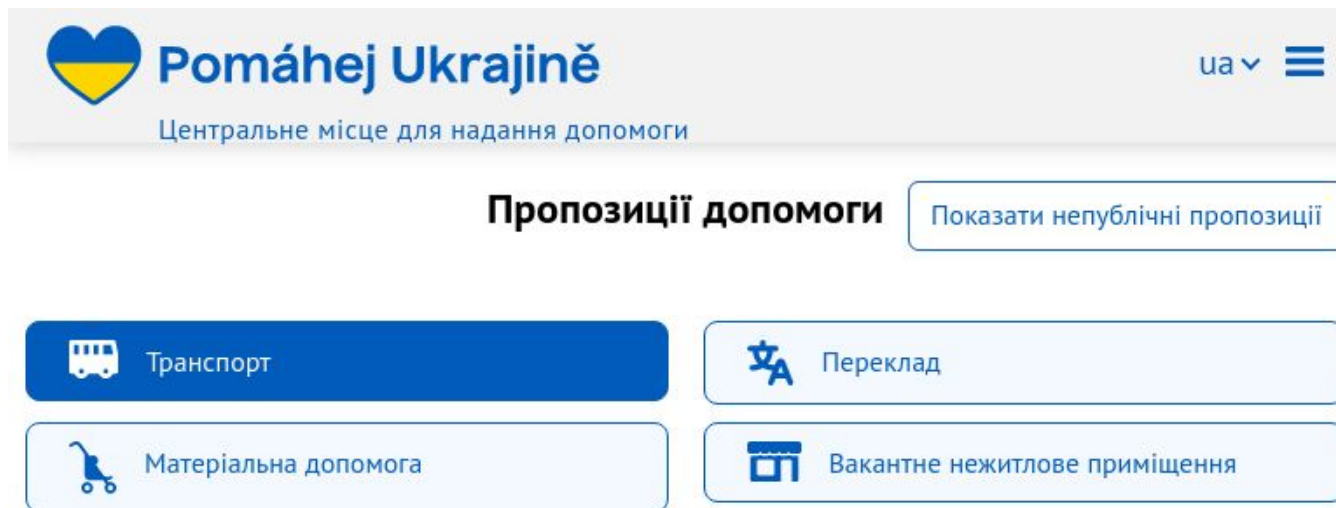 Pomáhej Ukrajině
ua
Центральне місце для надання допомоги
Пропозиції допомоги
Показати непублічні пропозиції
Транспорт
Переклад
Матеріальна допомога
Вакантне нежитлове приміщення